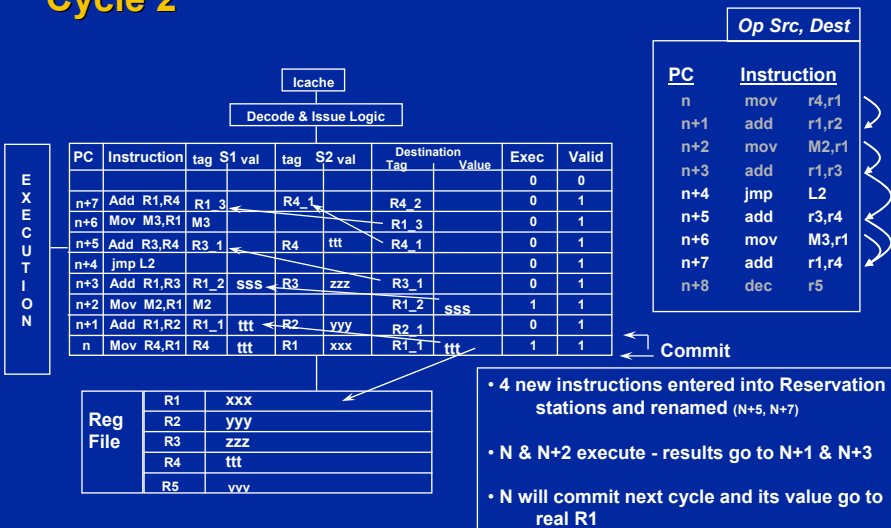 Cycle 2
Op Src, Dest
PC Instruction
n mov r4,r1
n+1 add r1,r2
n+2 mov M2,r1
n+3 add r1,r3
n+4 jmp L2
n+5 add r3,r4
n+6 mov M3,r1
n+7 add r1,r4
n+8 dec r5
Icache
Decode & Issue Logic
EXECUTION
PC Instruction tag S1 val tag S2 val Destination Tag Value Exec Valid
0 0
n+7 Add R1,R4 R1_3 R4_1 R4_2 0 1
n+6 Mov M3,R1 M3 R1_3 0 1
n+5 Add R3,R4 R3_1 R4 ttt R4_1 0 1
n+4 jmp L2 0 1
n+3 Add R1,R3 R1_2 sss R3 zzz R3_1 0 1
n+2 Mov M2,R1 M2 R1_2 sss 1 1
n+1 Add R1,R2 R1_1 ttt R2 yyy R2_1 0 1
n Mov R4,R1 R4 ttt R1 xxx R1_1 ttt 1 1
Commit
Reg File
R1 xxx
R2 yyy
R3 zzz
R4 ttt
R5 vvv
• 4 new instructions entered into Reservation
stations and renamed (N+5, N+7)
• N & N+2 execute - results go to N+1 & N+3
• N will commit next cycle and its value go to
real R1